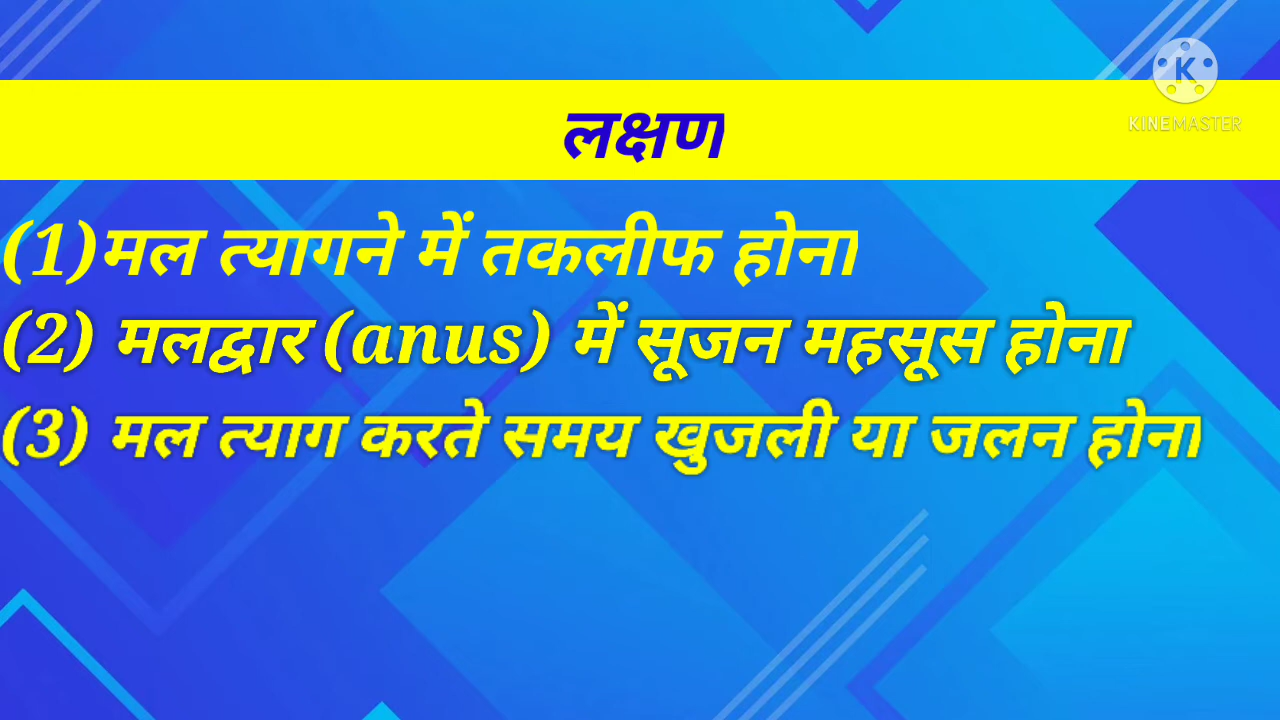 लक्षण
KINEMASTER
(1)मल त्यागने में तकलीफ होना
(2) मलद्वार (anus) में सूजन महसूस होना
(3) मल त्याग करते समय खुजली या जलन होना